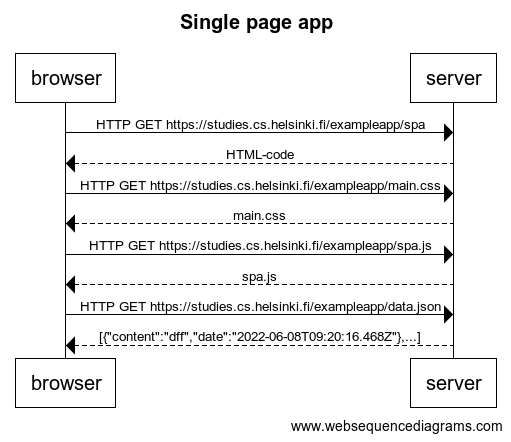 Single page app
browser server
HTTP GET https://studies.cs.helsinki.fi/exampleapp/spa
HTML-code
HTTP GET https://studies.cs.helsinki.fi/exampleapp/main.css
main.css
HTTP GET https://studies.cs.helsinki.fi/exampleapp/spa.js
spa.js
HTTP GET https://studies.cs.helsinki.fi/exampleapp/data.json
[{"content":"dff","date":"2022-06-08T09:20:16.468Z"},...]
browser server
www.websequencediagrams.com